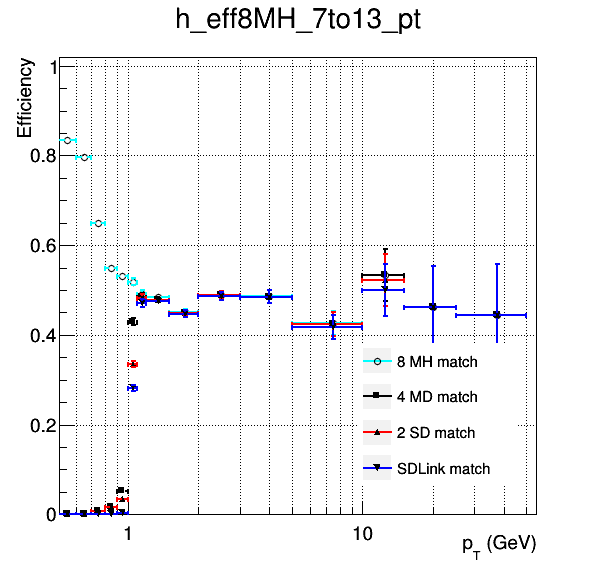 h_eff8MH_7to13_pt
Efficiency
1
0.8
0.6
0.4
0.2
0
8 MH match
4 MD match
2 SD match
SDLink match
1
10
p_T (GeV)